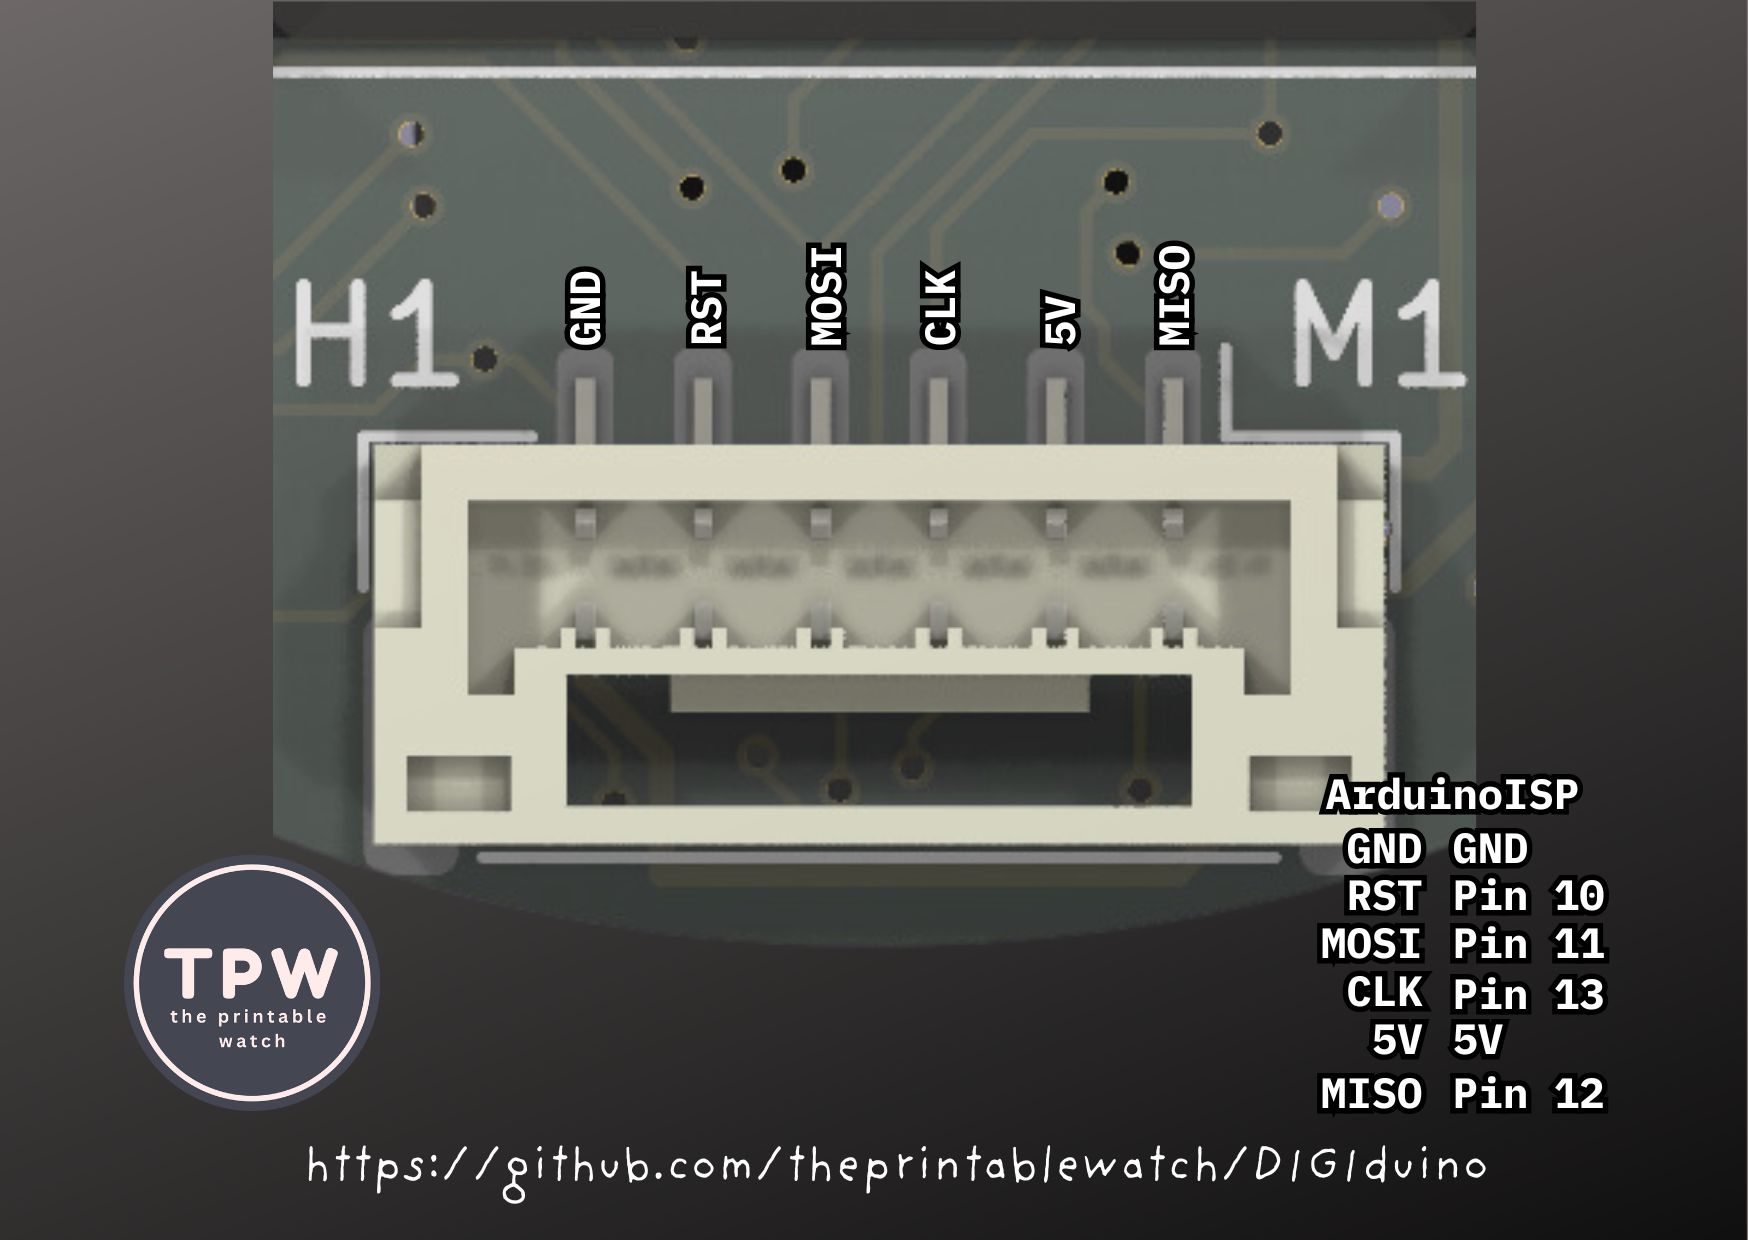 GND
RST
MOSI
CLK
5V
MISO
H1
M1
ArduinoISP
GND GND
RST Pin 10
MOSI Pin 11
CLK Pin 13
5V 5V
MISO Pin 12
TPW
the printable
watch
https://github.com/theprintablewatch/DIGIduino